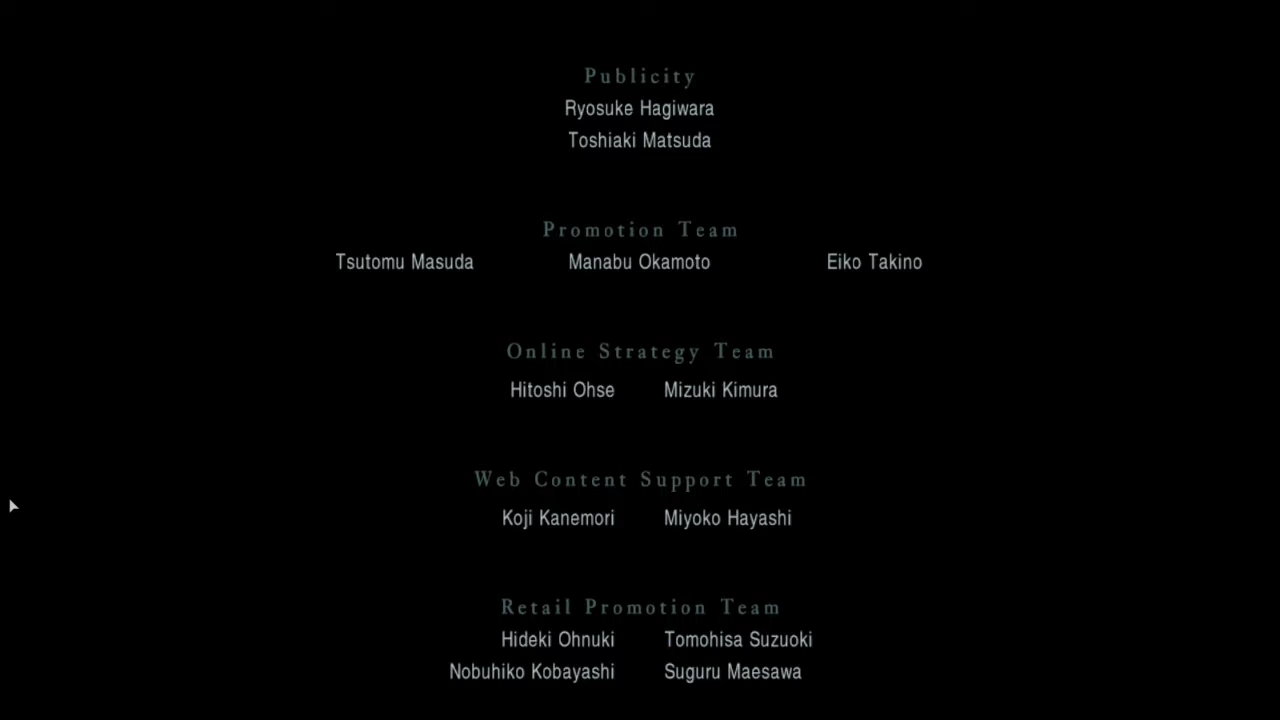 Publicity
Ryosuke Hagiwara
Toshiaki Matsuda
Promotion Team
Tsutomu Masuda Manabu Okamoto Eiko Takino
Online Strategy Team
Hitoshi Ohse Mizuki Kimura
Web Content Support Team
Koji Kanemori Miyoko Hayashi
Retail Promotion Team
Hideki Ohnuki Tomohisa Suzuoki
Nobuhiko Kobayashi Suguru Maesawa